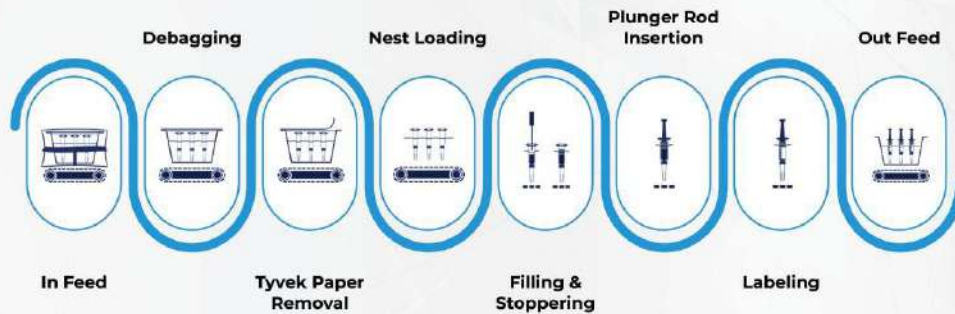 Debagging
Nest Loading
Plunger Rod
Insertion
Out Feed
In Feed
Tyvek Paper
Removal
Filling &
Stoppering
Labeling